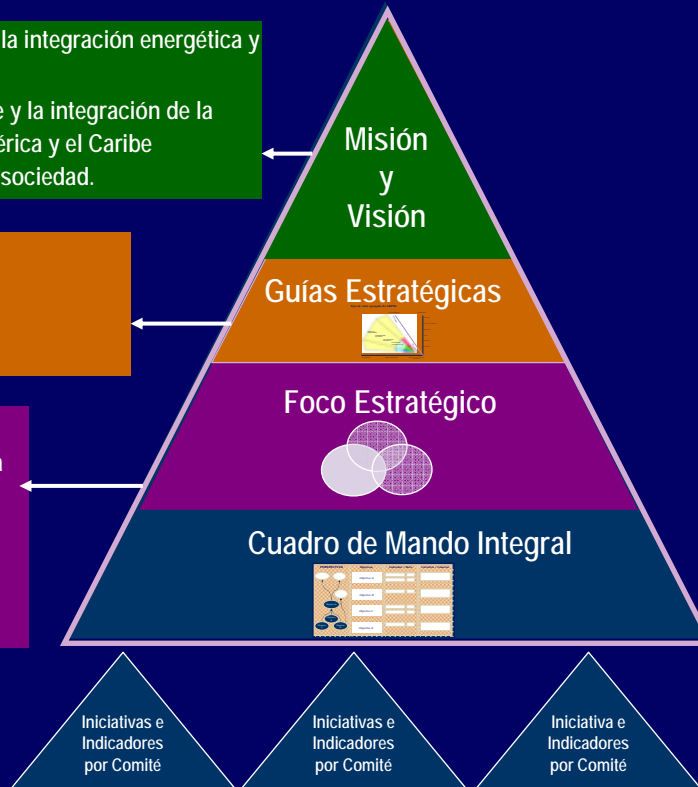 la integración energética y
e y la integración de la
érica y el Caribe
sociedad.
Misión
y
Visión
Guías Estratégicas
Foco Estratégico
a
Cuadro de Mando Integral
Iniciativas e
Indicadores
por Comité
Iniciativas e
Indicadores
por Comité
Iniciativa e
Indicadores
por Comité